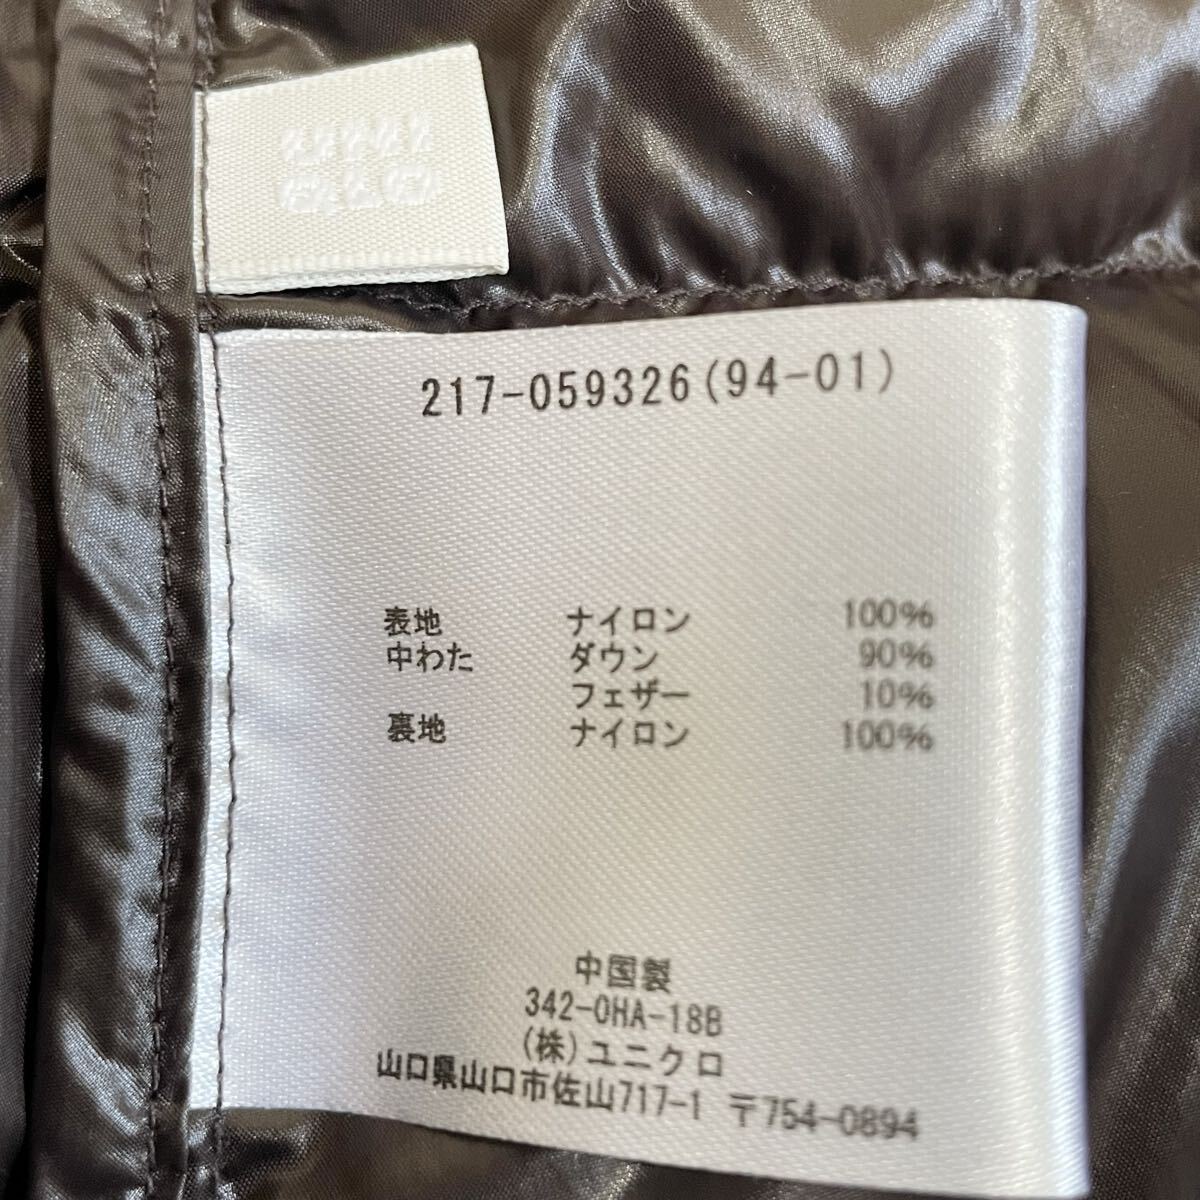 UNI
QLO
217-059326(94-01)
表地 ナイロン 100%
中わた ダウン 90%
フェザー 10%
裏地 ナイロン 100%
中国製
342-OHA-18B
(株)ユニクロ
山口県山口市佐山717-1 〒754-0894